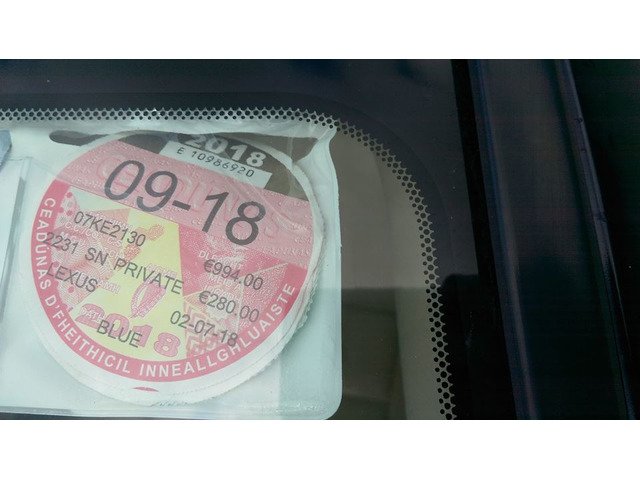 2018
E 10986920
09-18
07KE2130
2231 SN PRIVATE €994.00
LEXUS €280.00
BLUE 02-07-18
2018
CEADÚNAS D'FHEITHICIL INNEALLGHLUAISTE